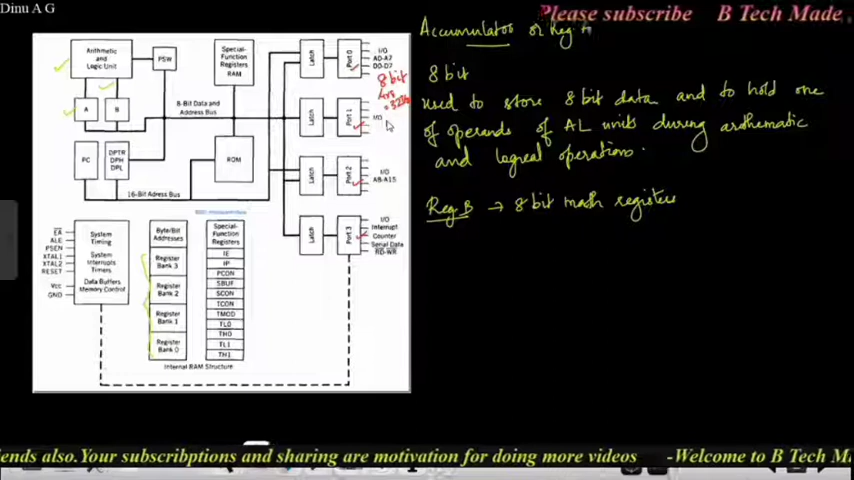 Dinu A G
Please subscribe B Tech Made
Accumulator or Reg A
8 bit
used to store 8 bit data and to hold one
of operands of AL units during arothematic
and logical operations.
Reg B → 8 bit math registers
Arithmetic
and
Logic Unit
PSW
Special-
Function
Registers
RAM
Latch
Port 0
I/O
A0-A7
D0-D7
8 bit
A
B
8-Bit Data and
Address Bus
Latch
Port 1
I/O
PC
DPTR
DPH
DPL
ROM
Latch
Port 2
I/O
A8-A15
16-Bit Adress Bus
Latch
Port 3
I/O
Interrupt
Counter
Serial Data
RD-WR
EA
ALE
PSEN
XTAL1
XTAL2
RESET
Vcc
GND
System
Timing
System
Interrupts
Timers
Data Buffers
Memory Control
Byte/Bit
Addresses
Register
Bank 3
Register
Bank 2
Register
Bank 1
Register
Bank 0
Special-
Function
Registers
IE
IP
PCON
SBUF
SCON
TCON
TMOD
TL0
TH0
TL1
TH1
Internal RAM Structure
ends also.Your subscribptions and sharing are motivation for doing more videos -Welcome to B Tech M